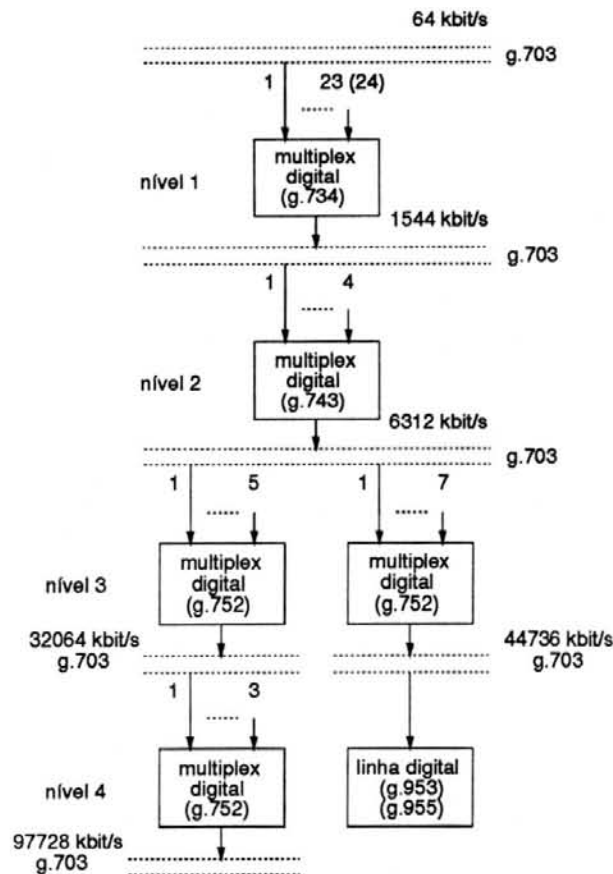 64 kbit/s
g.703
1 23 (24)
multiplex
digital
(g.734)
nível 1
1544 kbit/s
g.703
1 4
multiplex
digital
(g.743)
nível 2
6312 kbit/s
g.703
1 5 1 7
multiplex
digital
(g.752)
multiplex
digital
(g.752)
nível 3
32064 kbit/s
g.703
44736 kbit/s
g.703
1 3
multiplex
digital
(g.752)
linha digital
(g.953)
(g.955)
nível 4
97728 kbit/s
g.703